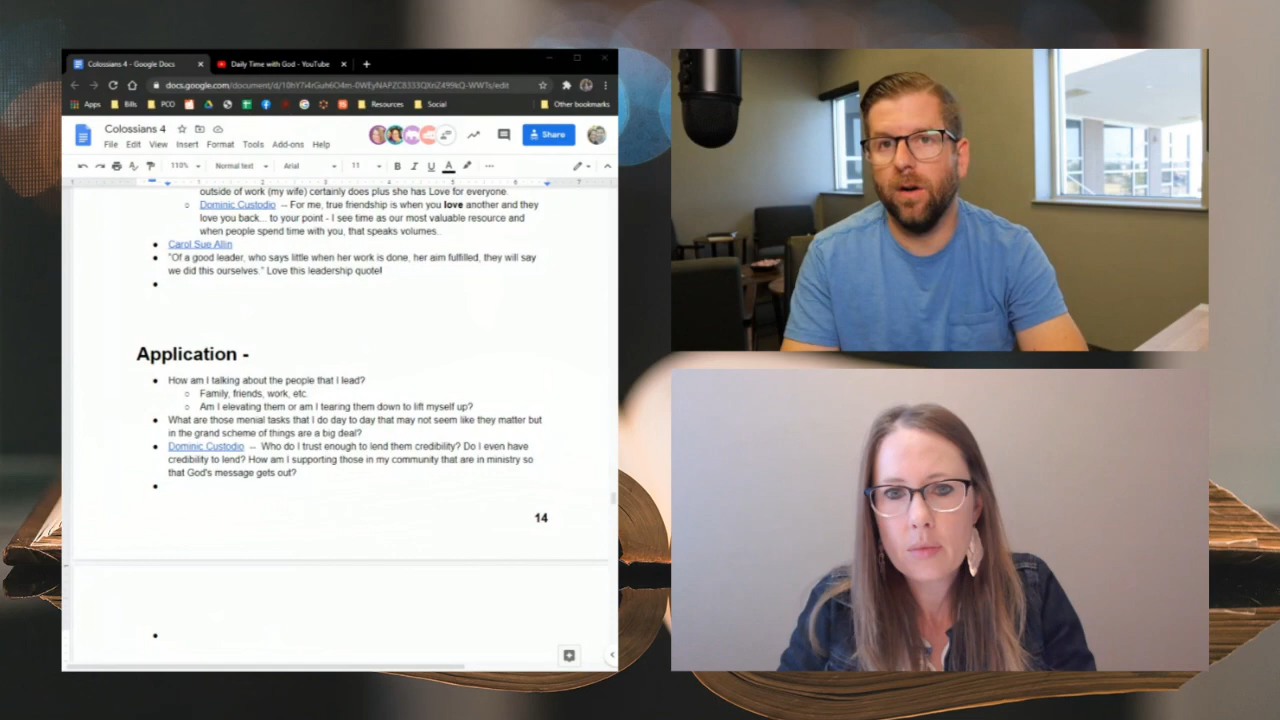 Colossians 4 - Google Docs
Daily Time with God - YouTube
Apps
Bills
PCO
Resources
Social
Other bookmarks
Colossians 4
File Edit View Insert Format Tools Add-ons Help
Share
110%
Normal text
Arial
11
B I U A
outside of work (my wife) certainly does plus she has Love for everyone.
Dominic Custodio -- For me, true friendship is when you love another and they
love you back... to your point - I see time as our most valuable resource and
when people spend time with you, that speaks volumes..
Carol Sue Allin
"Of a good leader, who says little when her work is done, her aim fulfilled, they will say
we did this ourselves." Love this leadership quote!
Application -
How am I talking about the people that I lead?
Family, friends, work, etc.
Am I elevating them or am I tearing them down to lift myself up?
What are those menial tasks that I do day to day that may not seem like they matter but
in the grand scheme of things are a big deal?
Dominic Custodio -- Who do I trust enough to lend them credibility? Do I even have
credibility to lend? How am I supporting those in my community that are in ministry so
that God's message gets out?
14